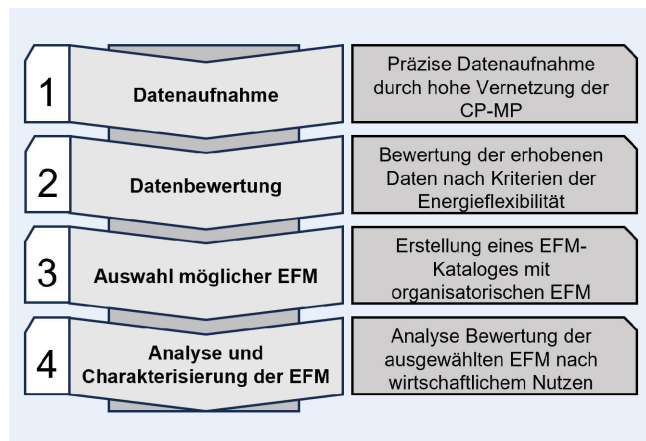 1
Datenaufnahme
Präzise Datenaufnahme
durch hohe Vernetzung der
CP-MP
2
Datenbewertung
Bewertung der erhobenen
Daten nach Kriterien der
Energieflexibilität
3
Auswahl möglicher EFM
Erstellung eines EFM-
Kataloges mit
organisatorischen EFM
4
Analyse und
Charakterisierung der EFM
Analyse Bewertung der
ausgewählten EFM nach
wirtschaftlichem Nutzen